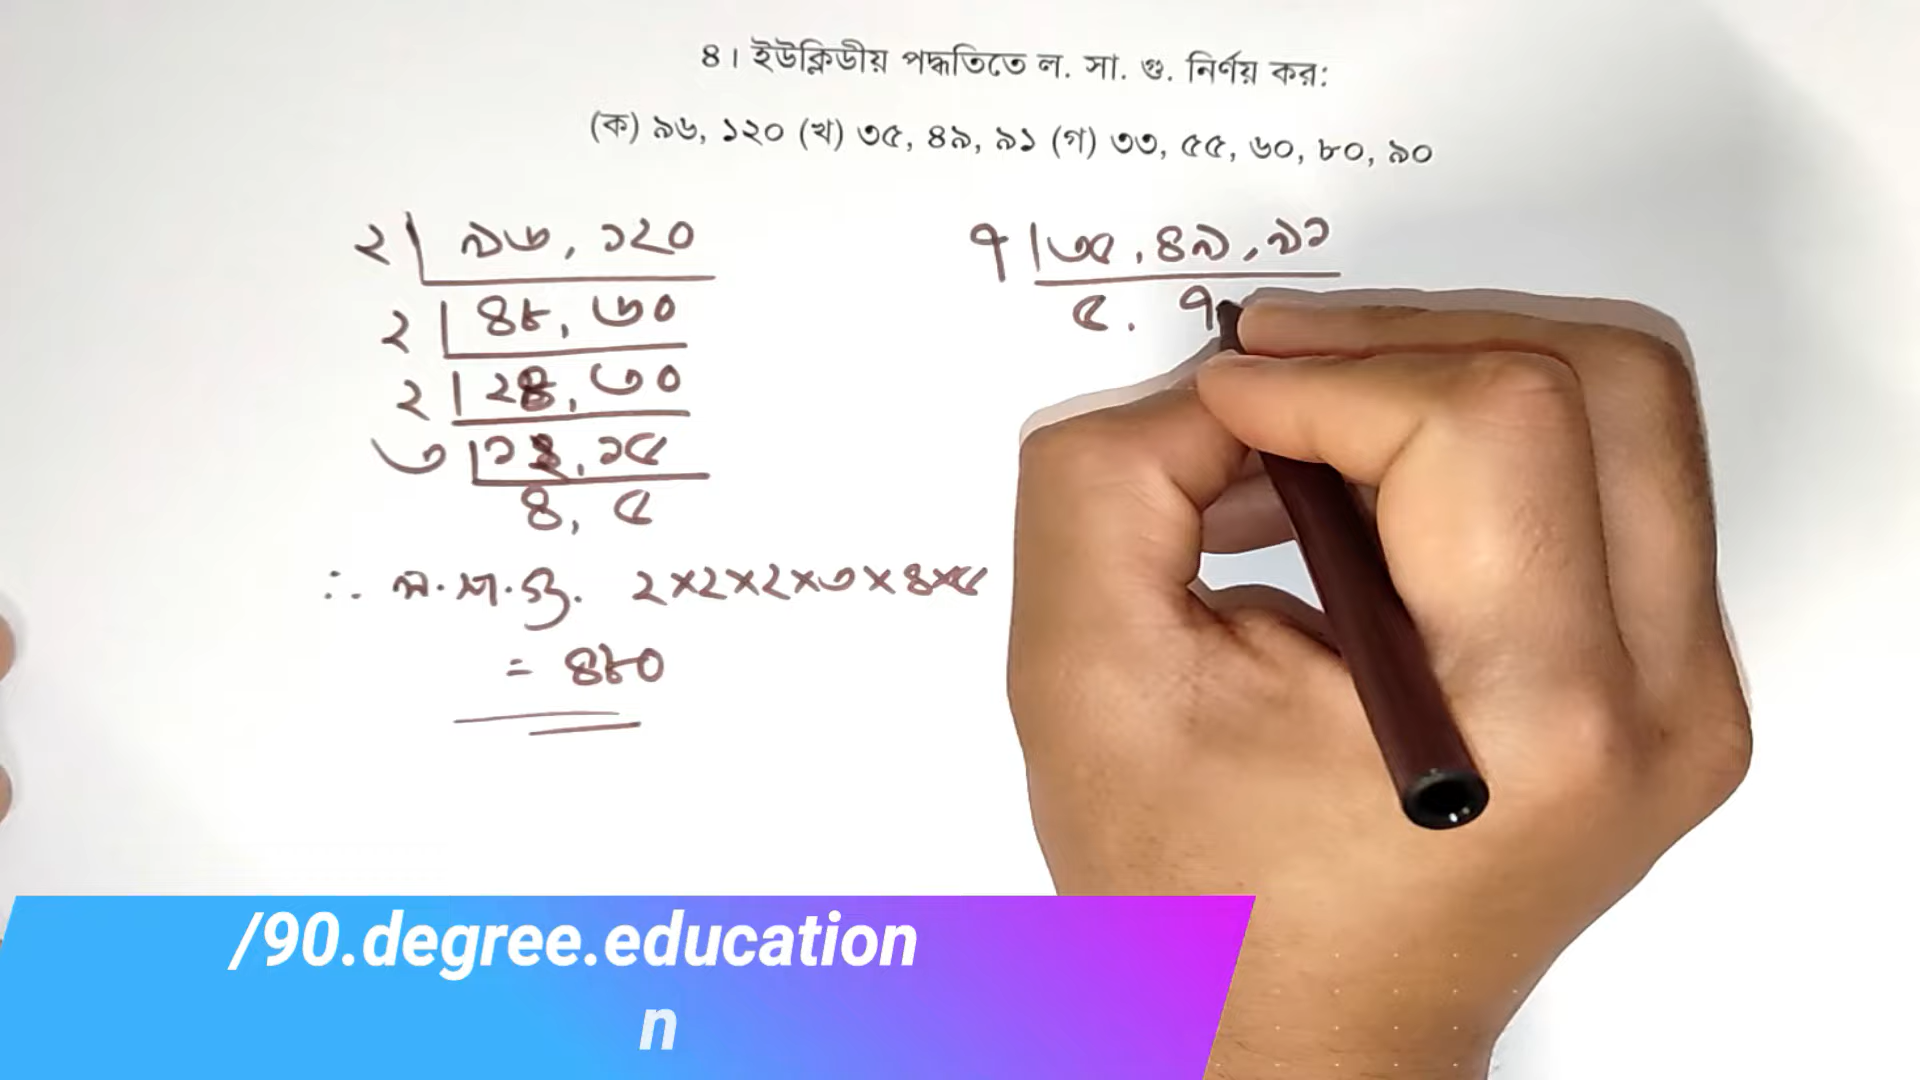 ৪। ইউক্লিডীয় পদ্ধতিতে ল. সা. গু. নির্ণয় কর:
(ক) ৯৬, ১২০ (খ) ৩৫, ৪৯, ৯১ (গ) ৩৩, ৫৫, ৬০, ৮০, ৯০
২ | ৯৬, ১২০
২ | ৪৮, ৬০
২ | ২৪, ৩০
৩ | ১২, ১৫
৪, ৫
∴ ল.সা.গু. ২×২×২×৩×৪×৫
= ৪৮০
৭ | ৩৫, ৪৯, ৯১
৫, ৭
/90.degree.education
n